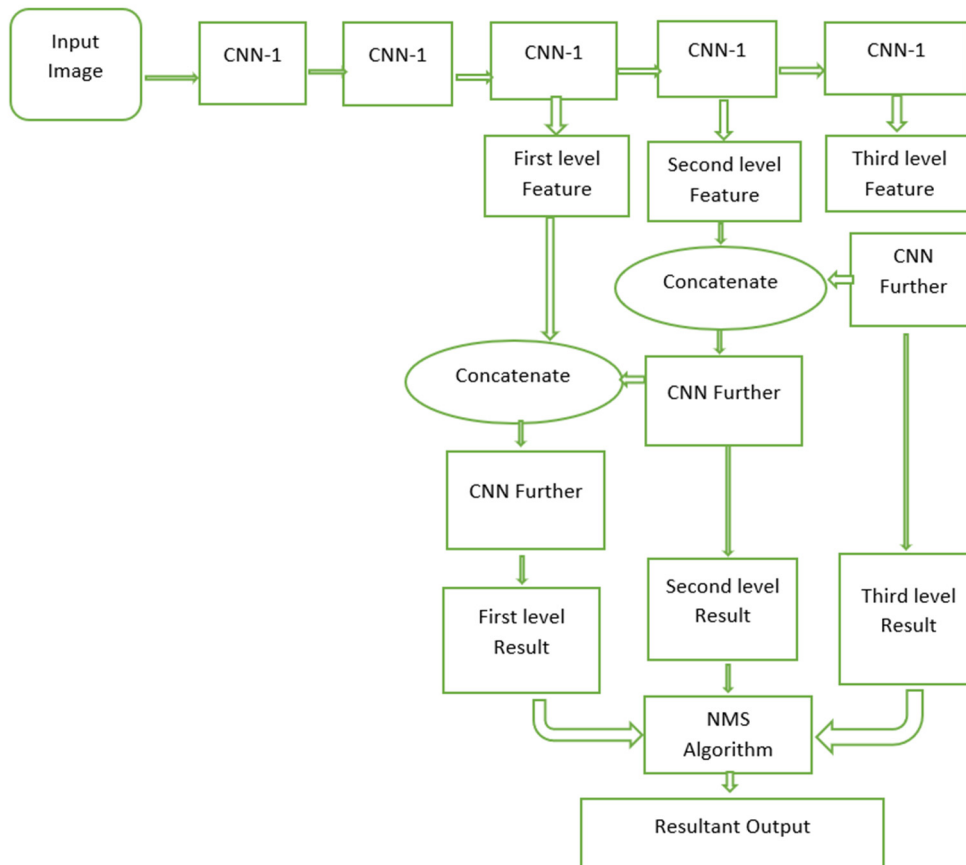 Input
Image
CNN-1
CNN-1
CNN-1
CNN-1
CNN-1
First level
Feature
Second level
Feature
Third level
Feature
Concatenate
CNN
Further
Concatenate
CNN Further
CNN Further
First level
Result
Second level
Result
Third level
Result
NMS
Algorithm
Resultant Output